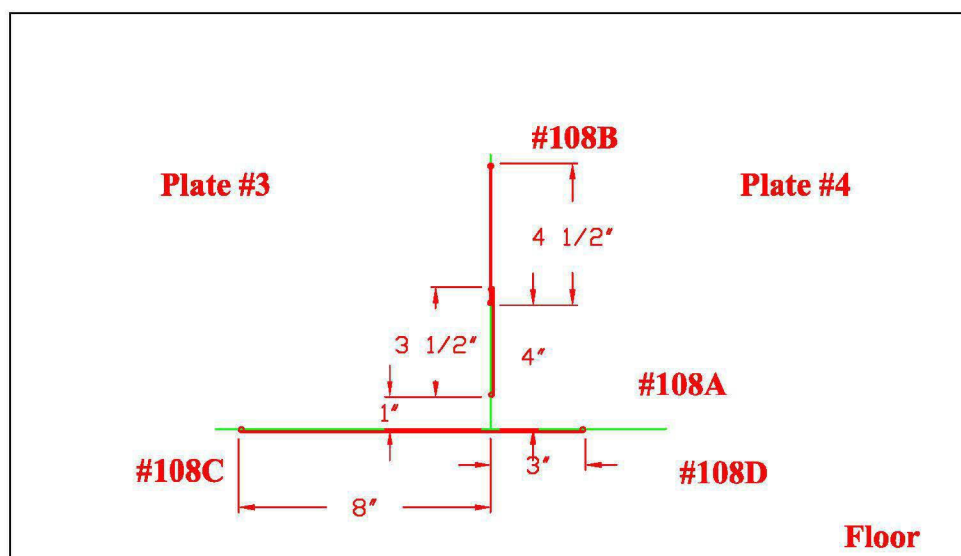 #108B
Plate #3
Plate #4
4 1/2"
3 1/2"
4"
#108A
1"
#108C
3"
#108D
8"
Floor